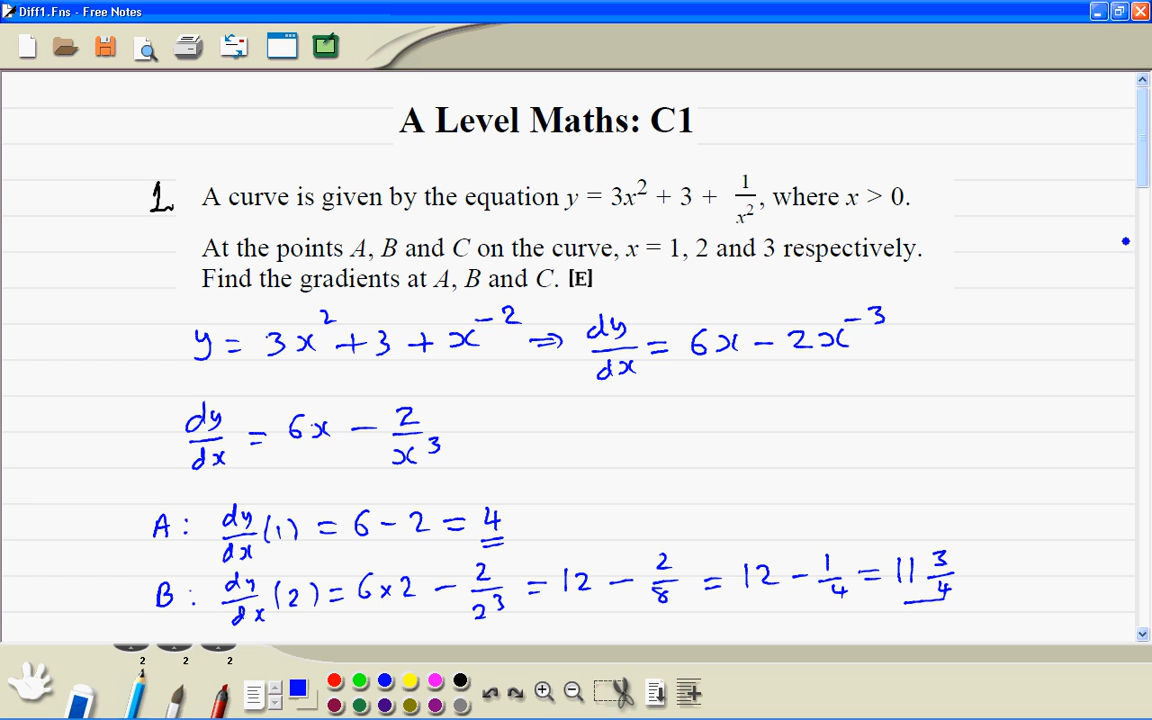 Diff1.Fns - Free Notes
A Level Maths: C1
1. A curve is given by the equation y = 3x² + 3 + 1/x², where x > 0.
At the points A, B and C on the curve, x = 1, 2 and 3 respectively.
Find the gradients at A, B and C. [E]
y = 3x² + 3 + x⁻² ⇒ dy/dx = 6x − 2x⁻³
dy/dx = 6x − 2/x³
A: dy/dx (1) = 6 − 2 = 4
B: dy/dx (2) = 6×2 − 2/2³ = 12 − 2/8 = 12 − 1/4 = 11 3/4
2 2 2